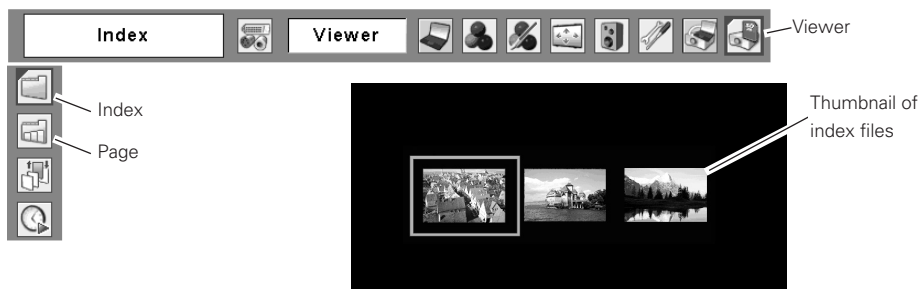 Index
Viewer
Viewer
Index
Page
Thumbnail of
index files